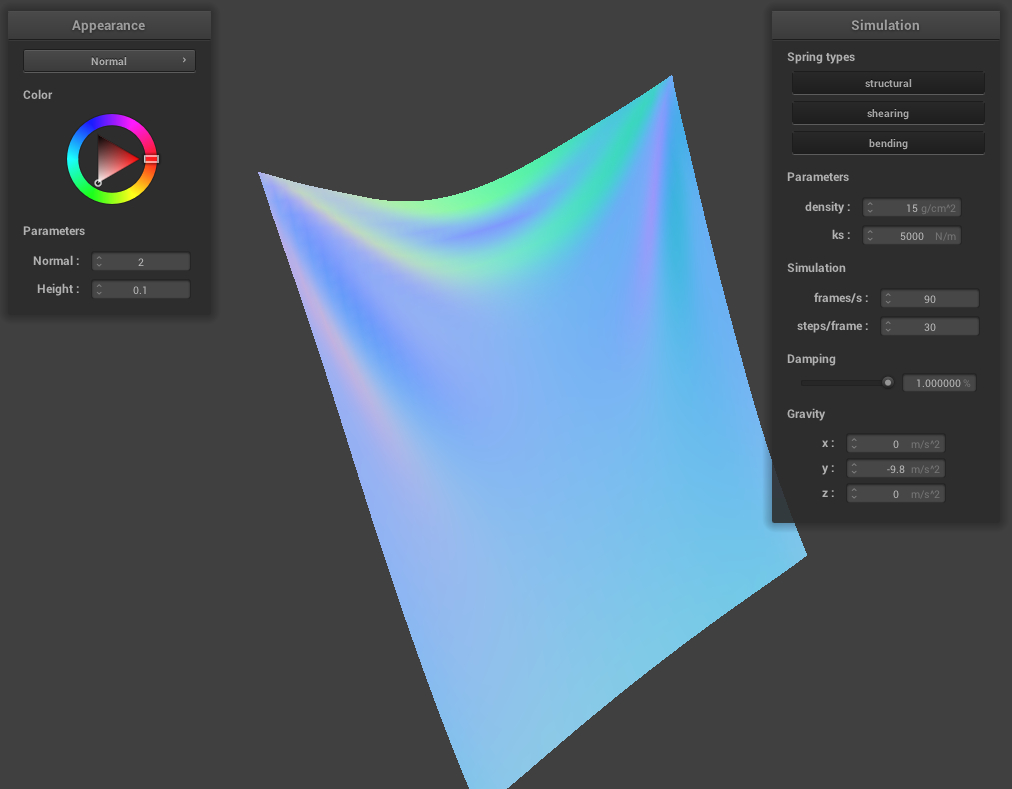 Appearance
Normal
Color
Parameters
Normal : 2
Height : 0.1
Simulation
Spring types
structural
shearing
bending
Parameters
density : 15 g/cm^2
ks : 5000 N/m
Simulation
frames/s : 90
steps/frame : 30
Damping
1.000000 %
Gravity
x : 0 m/s^2
y : -9.8 m/s^2
z : 0 m/s^2